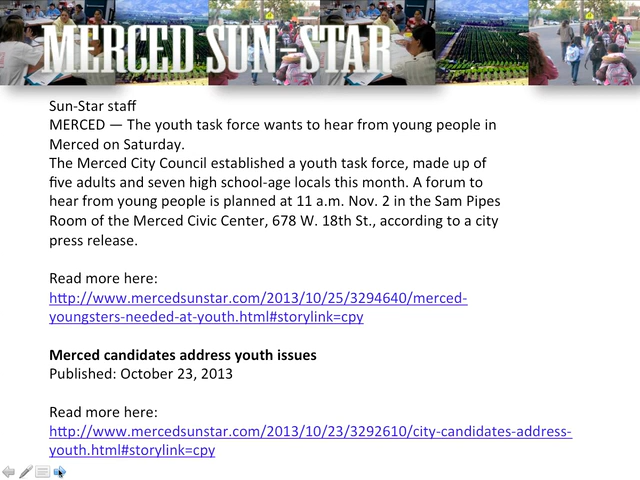 MERCED SUN-STAR
Sun-Star staff
MERCED — The youth task force wants to hear from young people in
Merced on Saturday.
The Merced City Council established a youth task force, made up of
five adults and seven high school-age locals this month. A forum to
hear from young people is planned at 11 a.m. Nov. 2 in the Sam Pipes
Room of the Merced Civic Center, 678 W. 18th St., according to a city
press release.
Read more here:
http://www.mercedsunstar.com/2013/10/25/3294640/merced-
youngsters-needed-at-youth.html#storylink=cpy
Merced candidates address youth issues
Published: October 23, 2013
Read more here:
http://www.mercedsunstar.com/2013/10/23/3292610/city-candidates-address-
youth.html#storylink=cpy